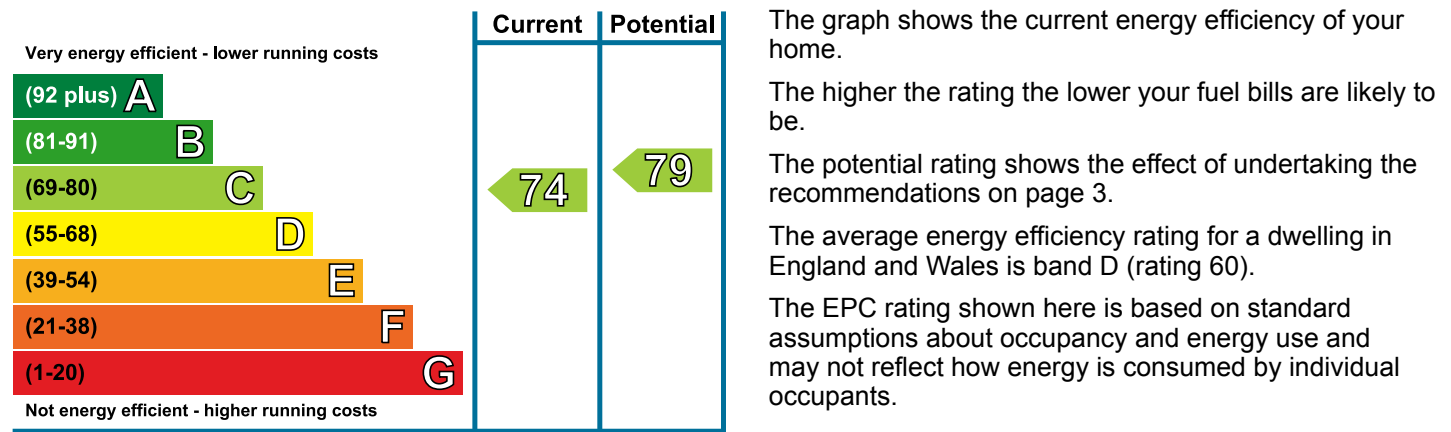 Current Potential
Very energy efficient - lower running costs
(92 plus) A
(81-91) B
(69-80) C
(55-68) D
(39-54) E
(21-38) F
(1-20) G
Not energy efficient - higher running costs
74
79
The graph shows the current energy efficiency of your
home.
The higher the rating the lower your fuel bills are likely to
be.
The potential rating shows the effect of undertaking the
recommendations on page 3.
The average energy efficiency rating for a dwelling in
England and Wales is band D (rating 60).
The EPC rating shown here is based on standard
assumptions about occupancy and energy use and
may not reflect how energy is consumed by individual
occupants.